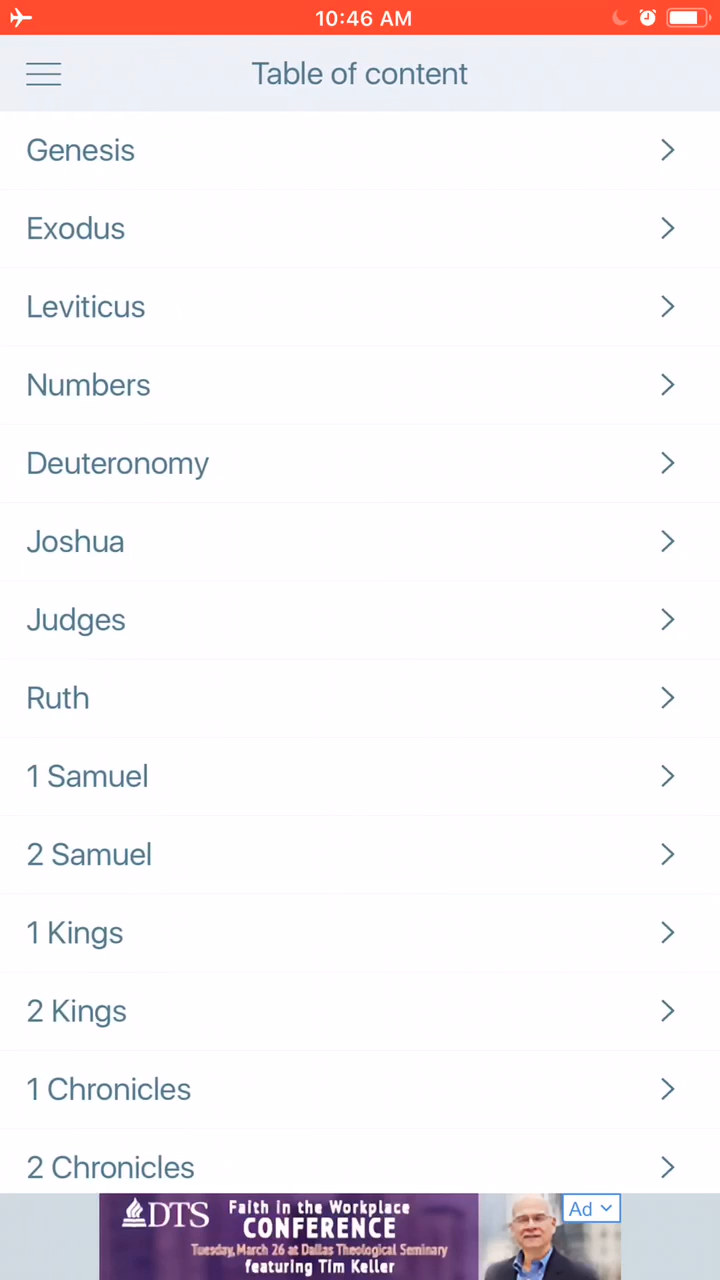 10:46 AM
Table of content
Genesis
Exodus
Leviticus
Numbers
Deuteronomy
Joshua
Judges
Ruth
1 Samuel
2 Samuel
1 Kings
2 Kings
1 Chronicles
2 Chronicles
DTS
Faith in the Workplace
CONFERENCE
Tuesday, March 26 at Dallas Theological Seminary
featuring Tim Keller
Ad